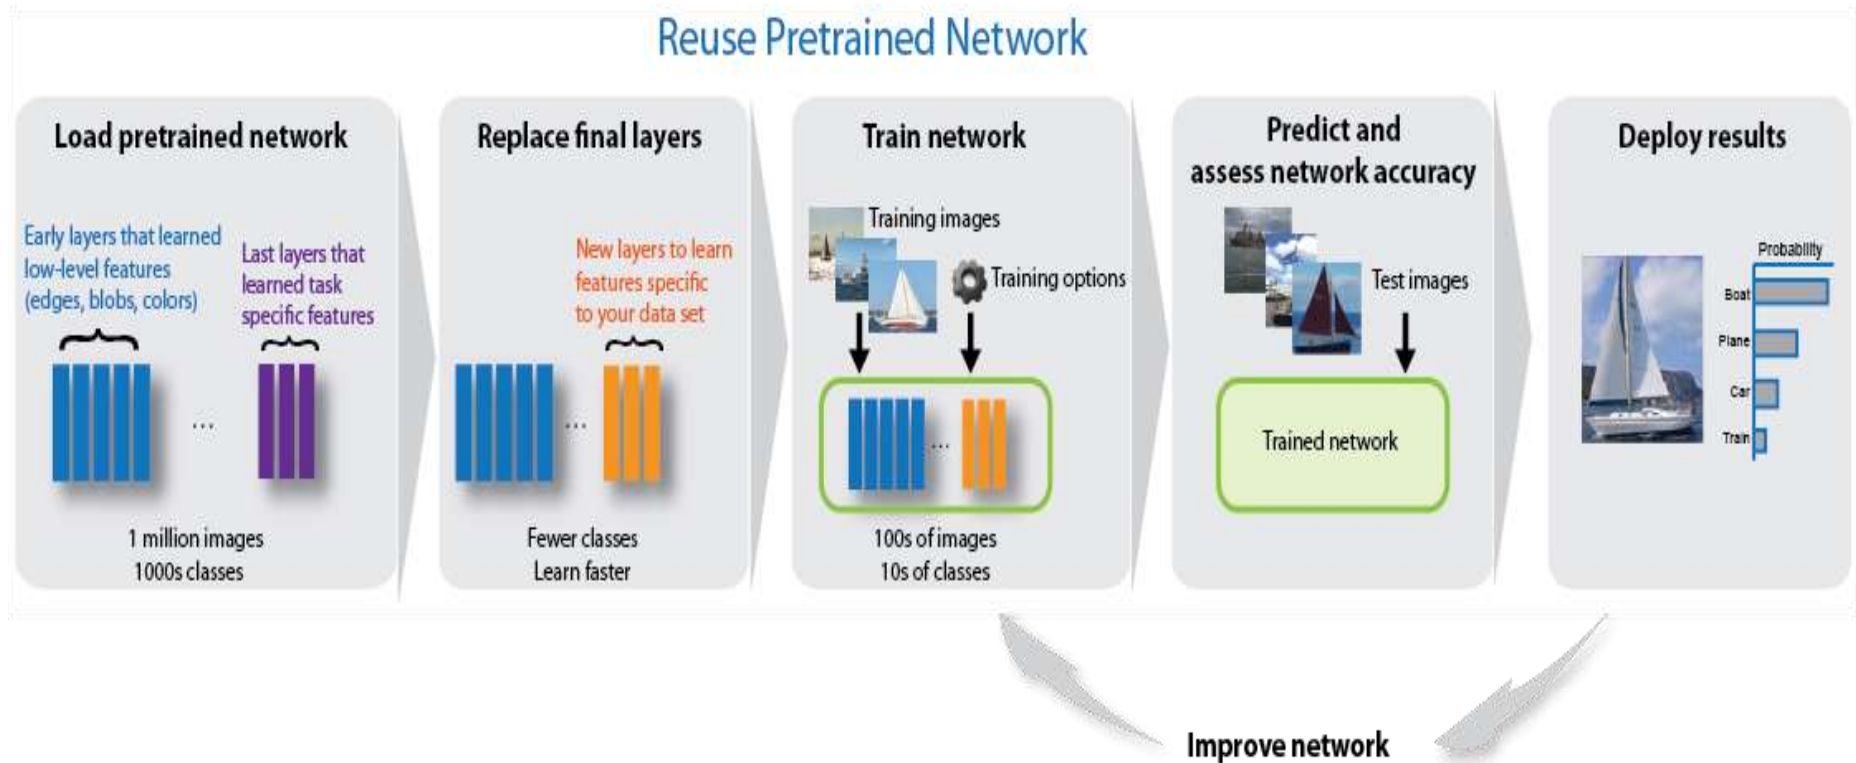 Reuse Pretrained Network
Load pretrained network
Early layers that learned
low-level features
(edges, blobs, colors)
Last layers that
learned task
specific features
...
1 million images
1000s classes
Replace final layers
New layers to learn
features specific
to your data set
...
Fewer classes
Learn faster
Train network
Training images
Training options
...
100s of images
10s of classes
Predict and
assess network accuracy
Test images
Trained network
Deploy results
Probability
Boat
Plane
Car
Train
Improve network